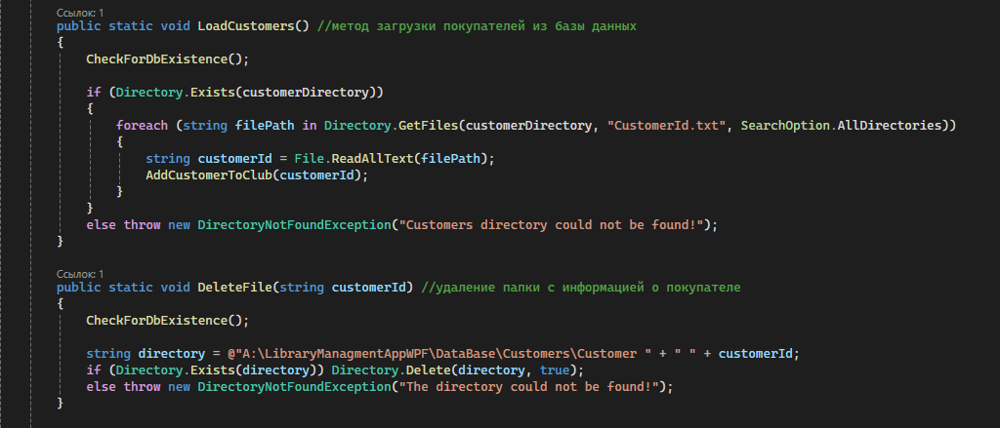 Ссылок: 1
public static void LoadCustomers() //метод загрузки покупателей из базы данных
{
CheckForDbExistence();
if (Directory.Exists(customerDirectory))
{
foreach (string filePath in Directory.GetFiles(customerDirectory, "CustomerId.txt", SearchOption.AllDirectories))
{
string customerId = File.ReadAllText(filePath);
AddCustomerToClub(customerId);
}
}
else throw new DirectoryNotFoundException("Customers directory could not be found!");
}
Ссылок: 1
public static void DeleteFile(string customerId) //удаление папки с информацией о покупателе
{
CheckForDbExistence();
string directory = @"A:\LibraryManagmentAppWPF\DataBase\Customers\Customer " + " " + customerId;
if (Directory.Exists(directory)) Directory.Delete(directory, true);
else throw new DirectoryNotFoundException("The directory could not be found!");
}